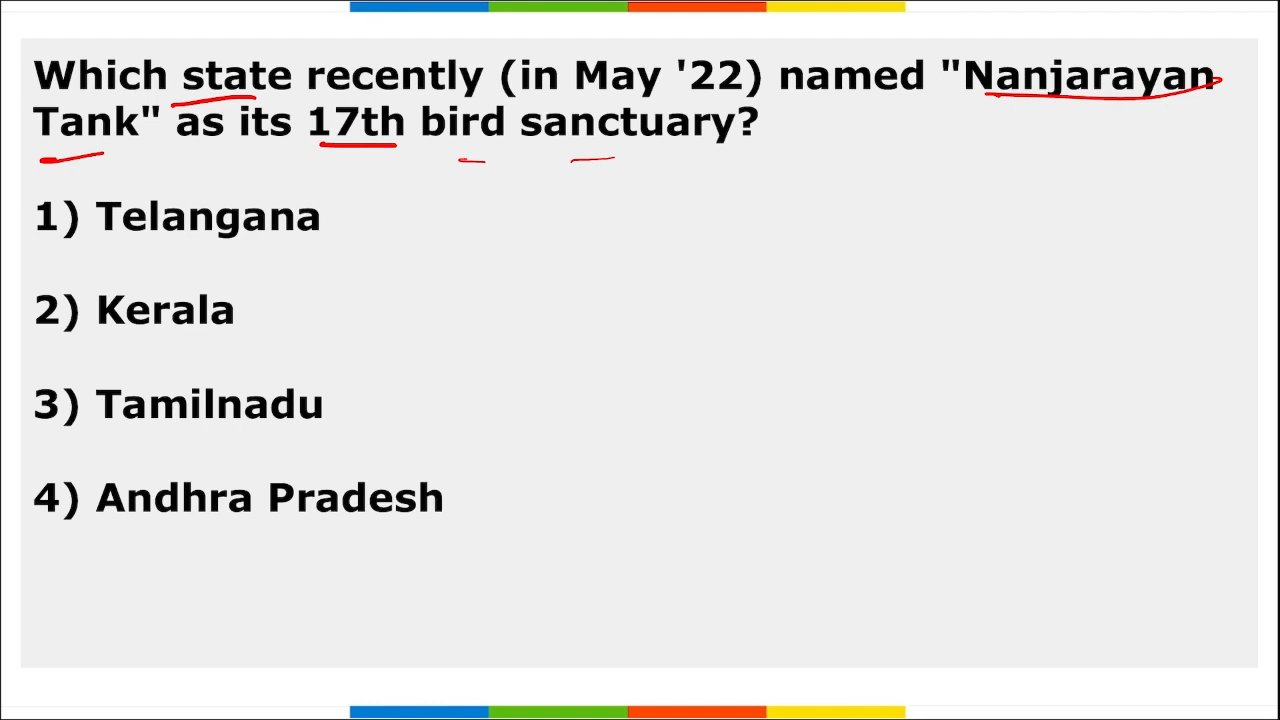 Which state recently (in May '22) named "Nanjarayan
Tank" as its 17th bird sanctuary?
1) Telangana
2) Kerala
3) Tamilnadu
4) Andhra Pradesh